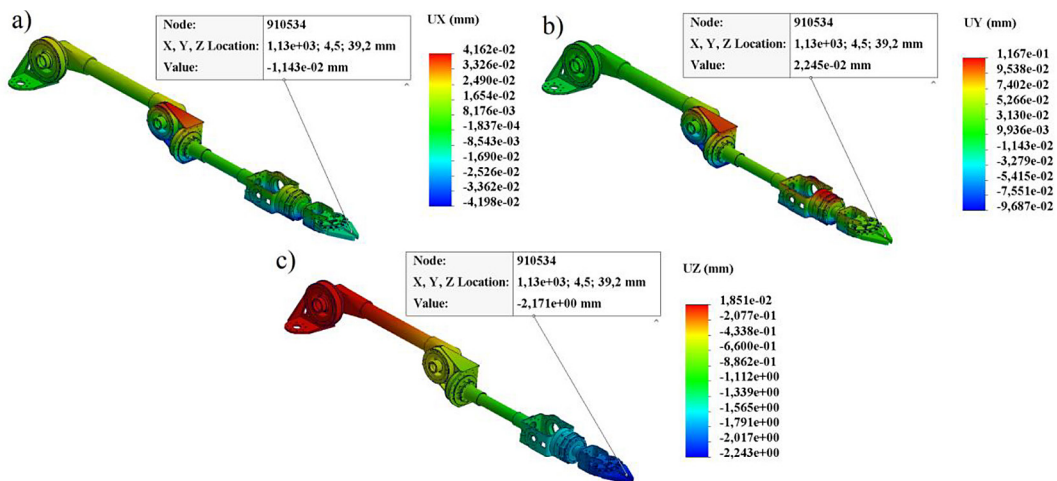 a)
Node: 910534
X, Y, Z Location: 1,13e+03; 4,5; 39,2 mm
Value: -1,143e-02 mm
UX (mm)
4,162e-02
3,326e-02
2,490e-02
1,654e-02
8,176e-03
-1,837e-04
-8,543e-03
-1,690e-02
-2,526e-02
-3,362e-02
-4,198e-02
b)
Node: 910534
X, Y, Z Location: 1,13e+03; 4,5; 39,2 mm
Value: 2,245e-02 mm
UY (mm)
1,167e-01
9,538e-02
7,402e-02
5,266e-02
3,130e-02
9,936e-03
-1,143e-02
-3,279e-02
-5,415e-02
-7,551e-02
-9,687e-02
c)
Node: 910534
X, Y, Z Location: 1,13e+03; 4,5; 39,2 mm
Value: -2,171e+00 mm
UZ (mm)
1,851e-02
-2,077e-01
-4,338e-01
-6,600e-01
-8,862e-01
-1,112e+00
-1,339e+00
-1,565e+00
-1,791e+00
-2,017e+00
-2,243e+00